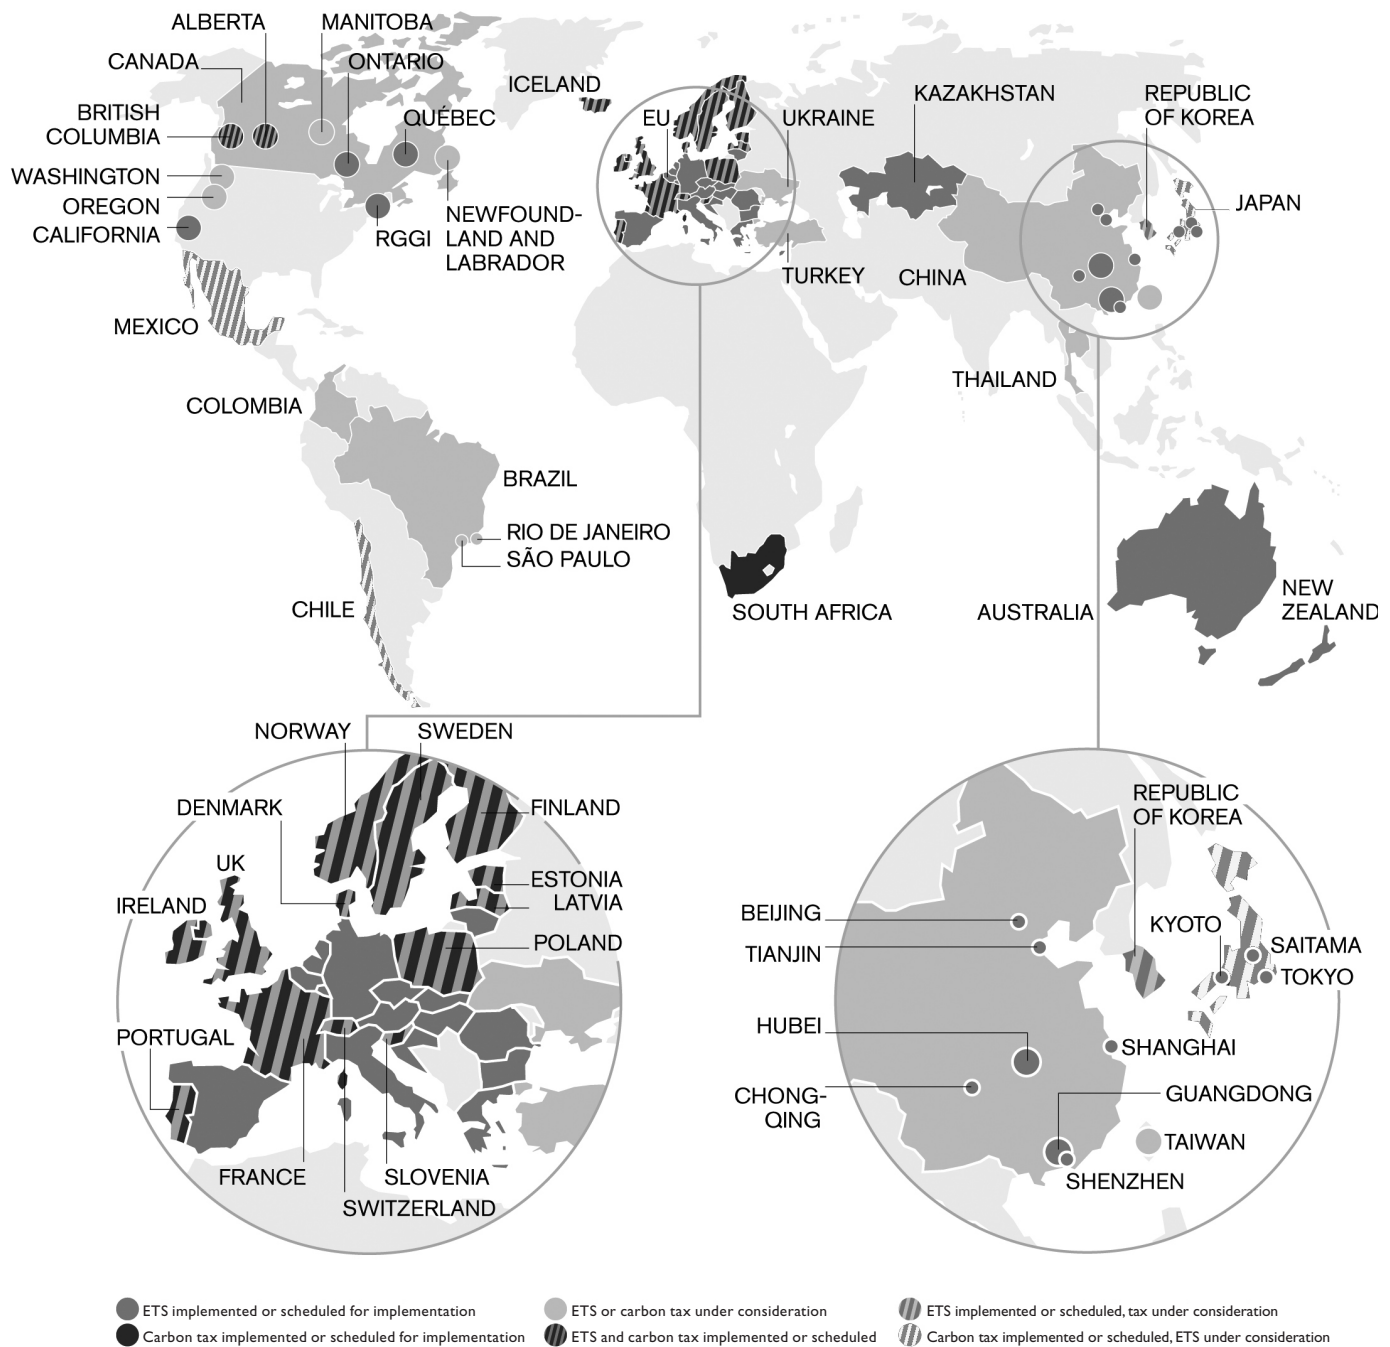 ALBERTA
MANITOBA
CANADA
ONTARIO
BRITISH
COLUMBIA
QUÉBEC
WASHINGTON
OREGON
CALIFORNIA
RGGI
NEWFOUND-
LAND AND
LABRADOR
MEXICO
ICELAND
EU
UKRAINE
KAZAKHSTAN
REPUBLIC
OF KOREA
JAPAN
TURKEY
CHINA
THAILAND
COLOMBIA
BRAZIL
RIO DE JANEIRO
SÃO PAULO
CHILE
SOUTH AFRICA
AUSTRALIA
NEW
ZEALAND
NORWAY
SWEDEN
DENMARK
FINLAND
UK
ESTONIA
LATVIA
IRELAND
POLAND
PORTUGAL
FRANCE
SLOVENIA
SWITZERLAND
REPUBLIC
OF KOREA
BEIJING
TIANJIN
KYOTO
SAITAMA
TOKYO
HUBEI
SHANGHAI
CHONG-
QING
GUANGDONG
TAIWAN
SHENZHEN
ETS implemented or scheduled for implementation
ETS or carbon tax under consideration
ETS implemented or scheduled, tax under consideration
Carbon tax implemented or scheduled for implementation
ETS and carbon tax implemented or scheduled
Carbon tax implemented or scheduled, ETS under consideration